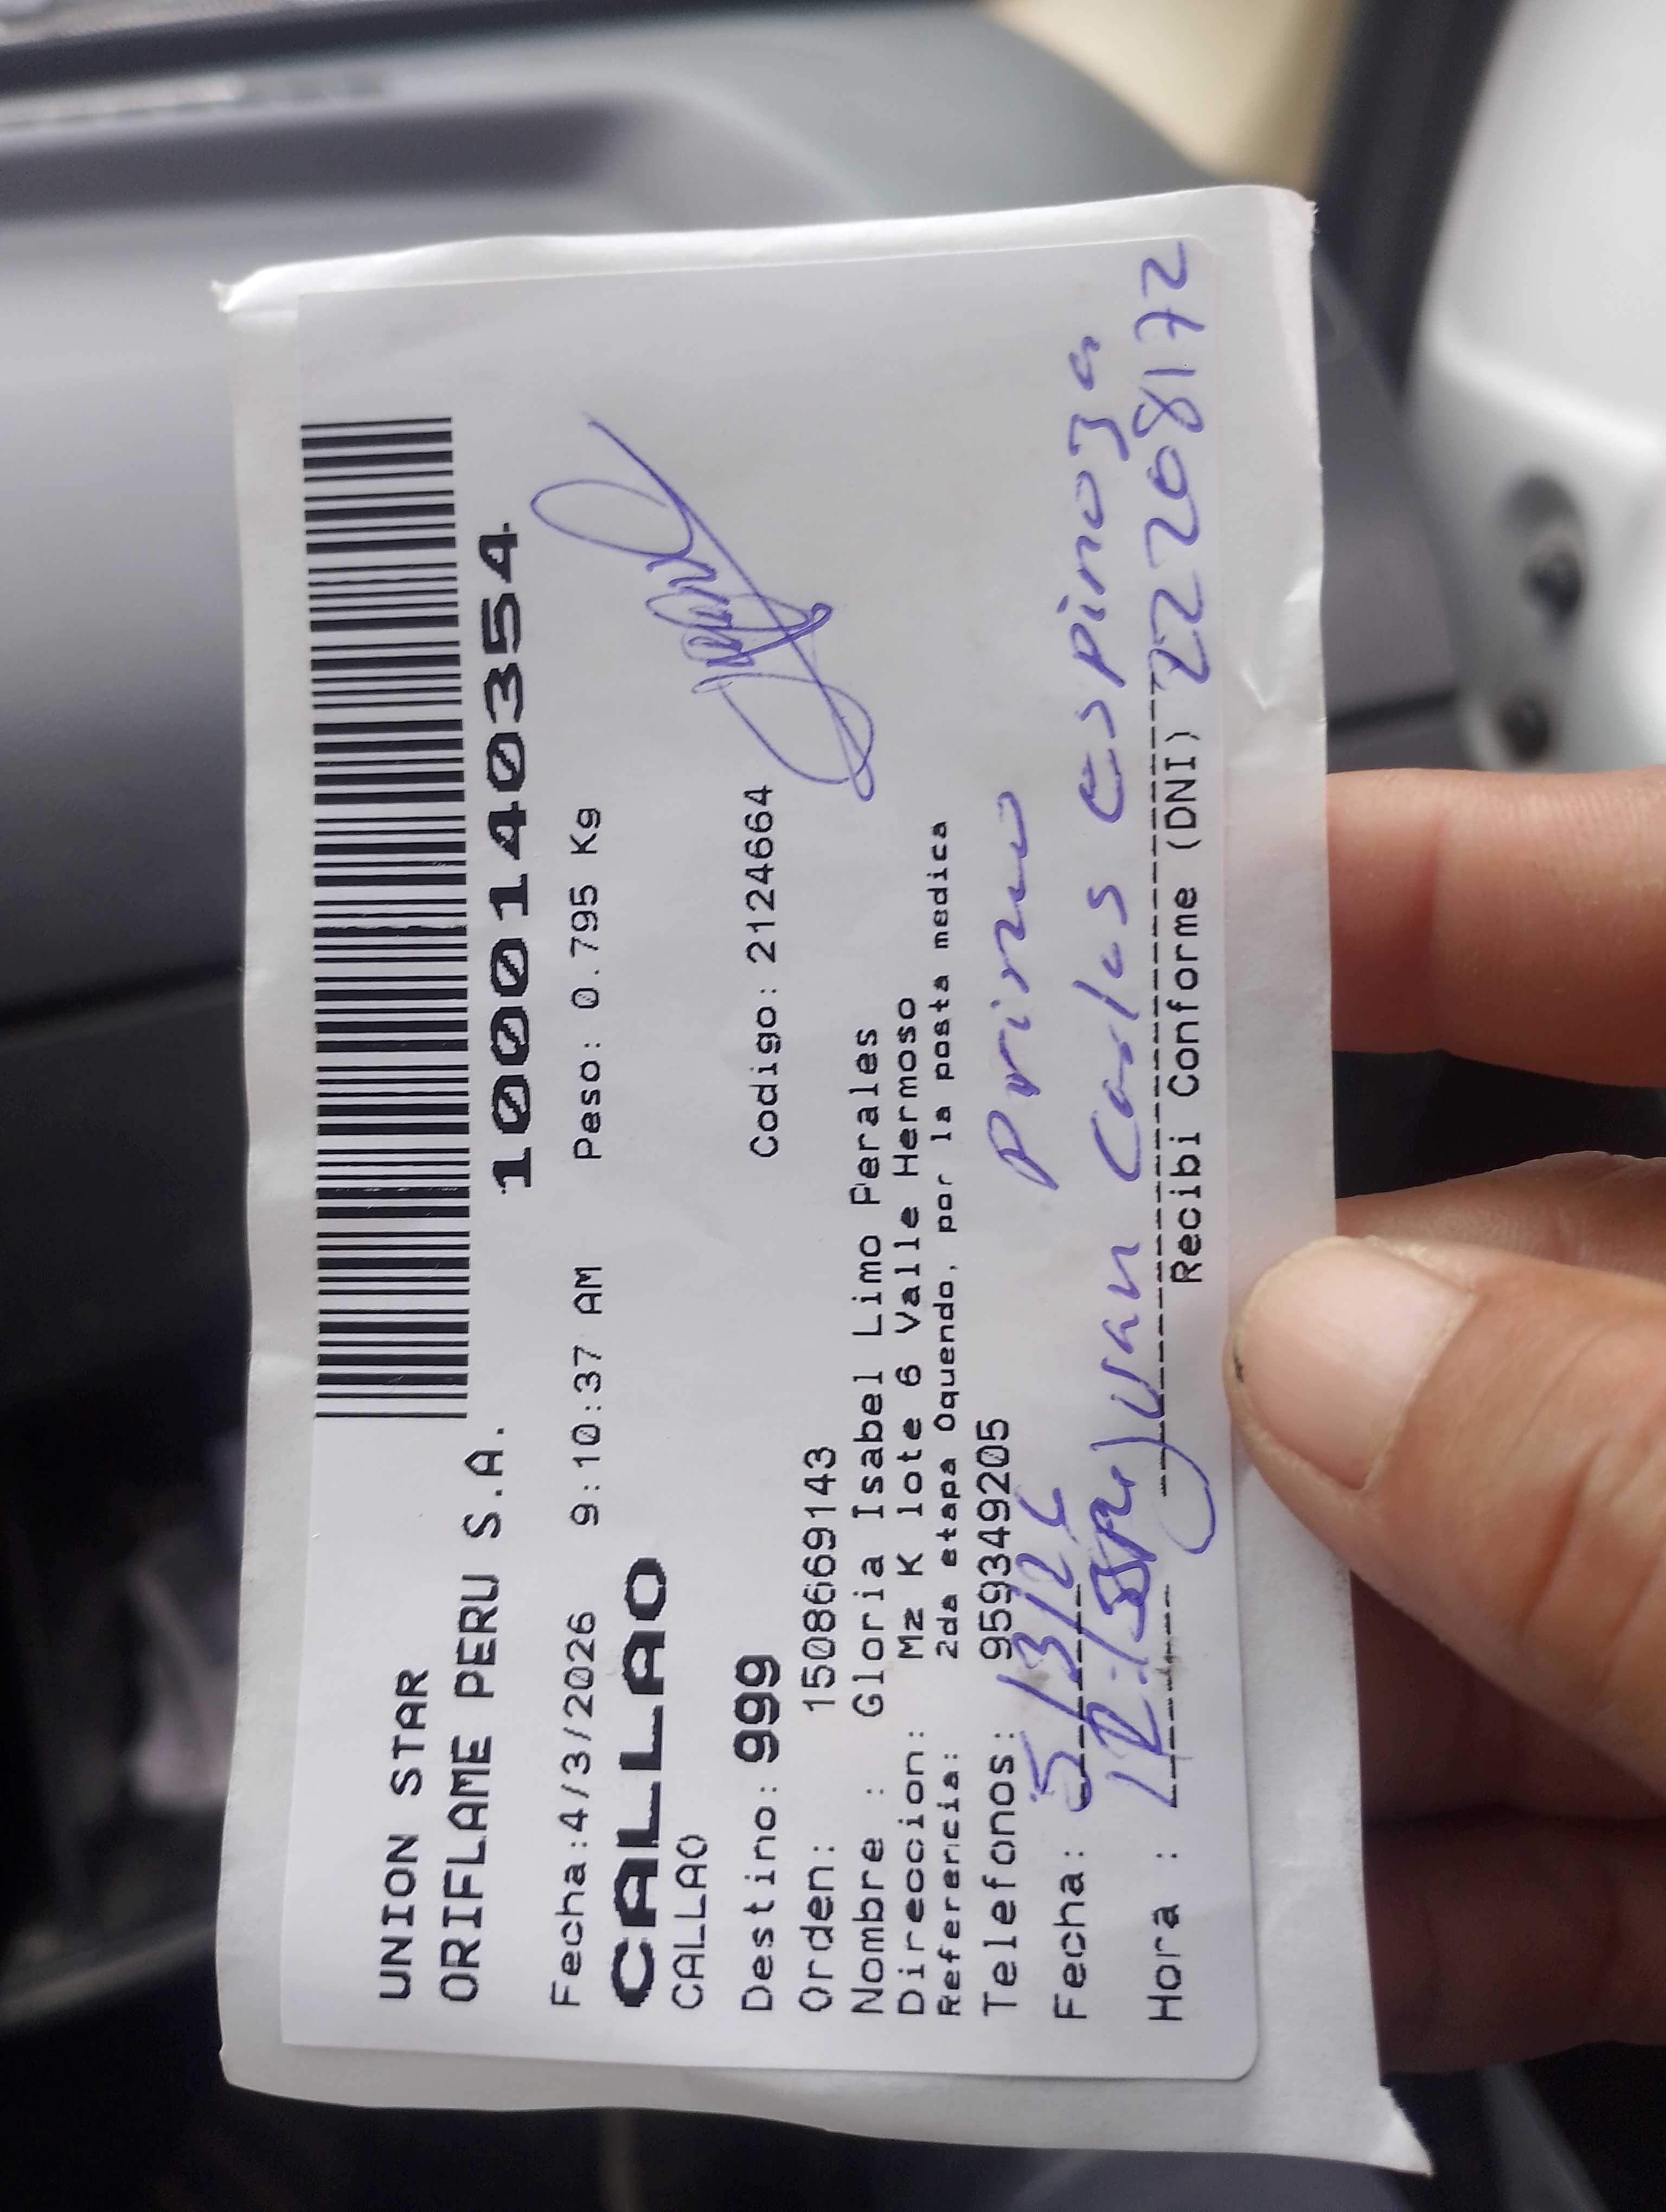 UNION STAR
ORIFLAME PERU S.A.
1000140354
Fecha:4/3/2026 9:10:37 AM Peso: 0.795 Kg
CALLAO
CALLAO
Destino: 999 Codigo: 2124664
Orden: 1508669143
Nombre : Gloria Isabel Limo Perales
Direccion: Mz K lote 6 Valle Hermoso
Referencia: 2da etapa Oquendo, por la posta medica
Telefonos: 959349205
Primo
Fecha: 5/3/26
Juan Carlos espinoza
Hora :
Recibi Conforme (DNI) 22208172